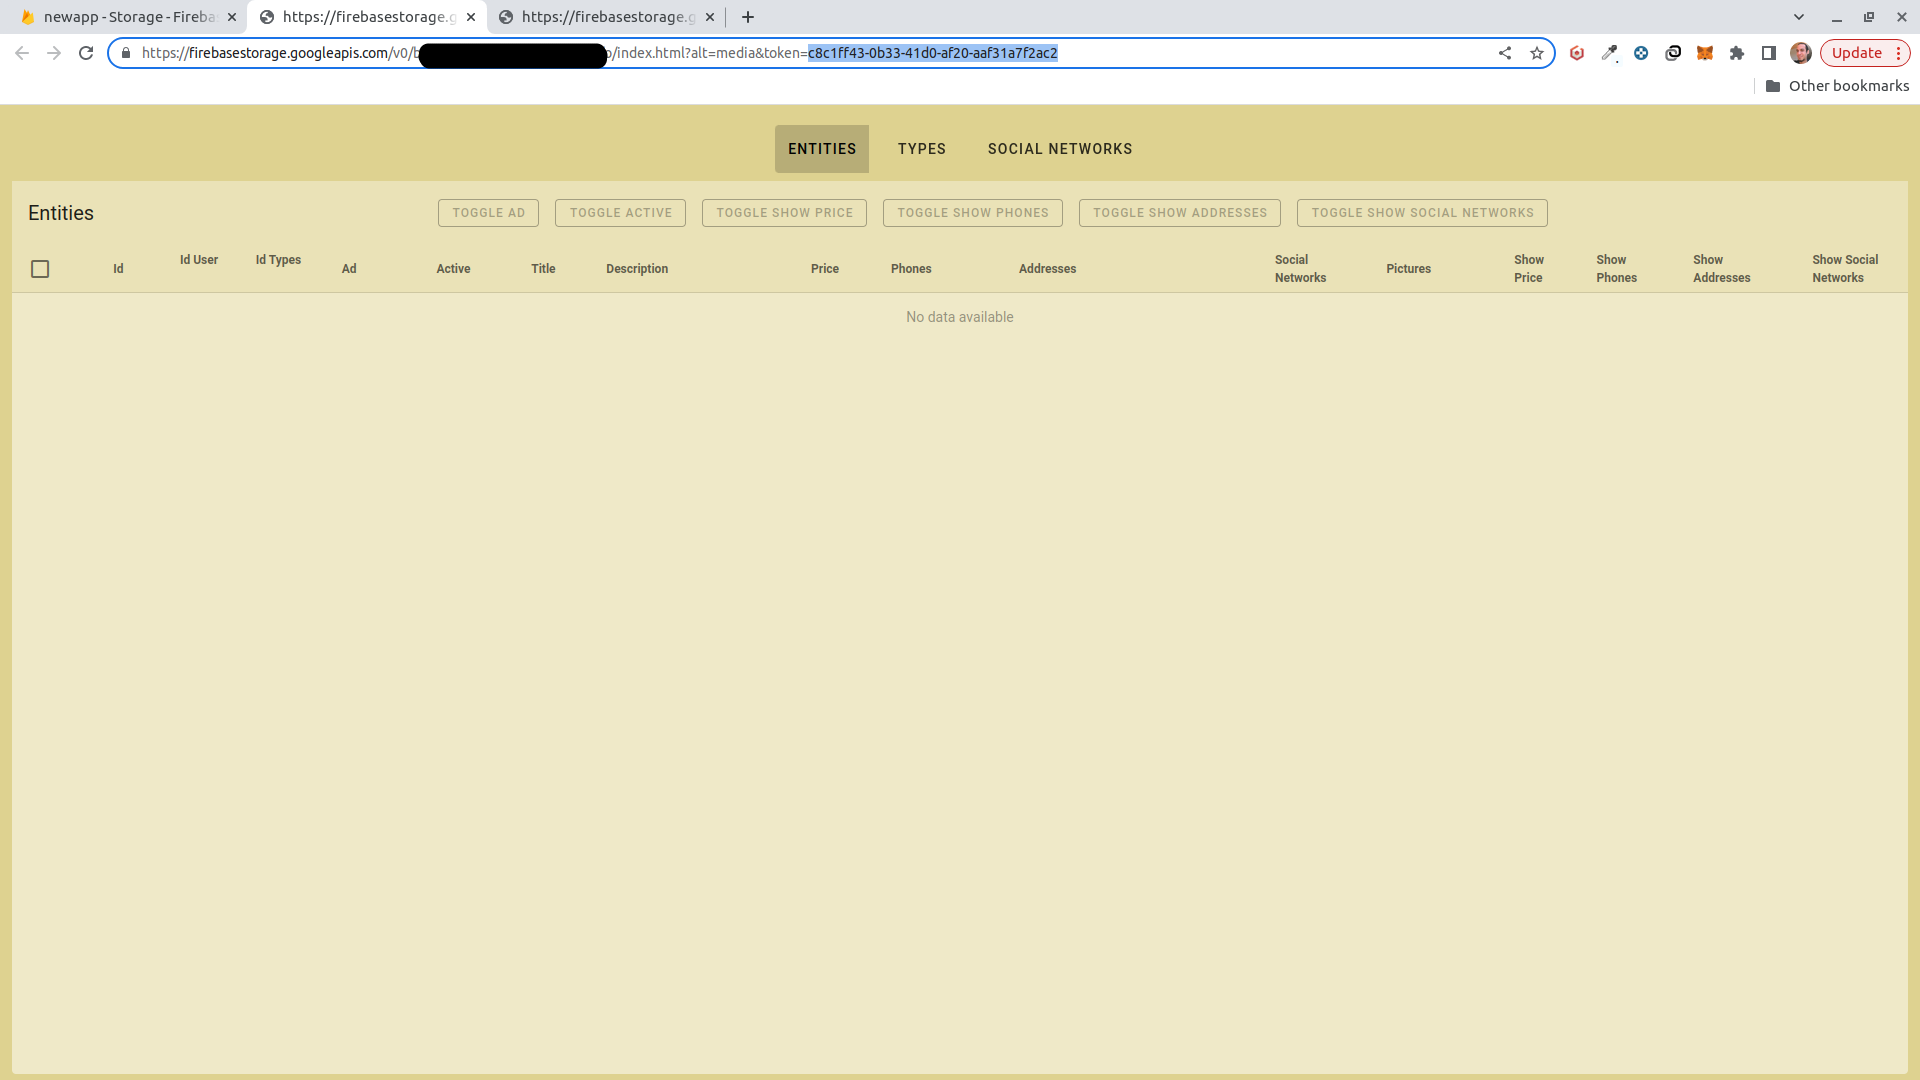 newapp - Storage - Fireba
https://firebasestorage.g
https://firebasestorage.g
https://firebasestorage.googleapis.com/v0/b
/index.html?alt=media&token=c8c1ff43-0b33-41d0-af20-aaf31a7f2ac2
Update
Other bookmarks
ENTITIES TYPES SOCIAL NETWORKS
Entities TOGGLE AD TOGGLE ACTIVE TOGGLE SHOW PRICE TOGGLE SHOW PHONES TOGGLE SHOW ADDRESSES TOGGLE SHOW SOCIAL NETWORKS
Id
Id User
Id Types
Ad
Active
Title
Description
Price
Phones
Addresses
Social
Networks
Pictures
Show
Price
Show
Phones
Show
Addresses
Show Social
Networks
No data available